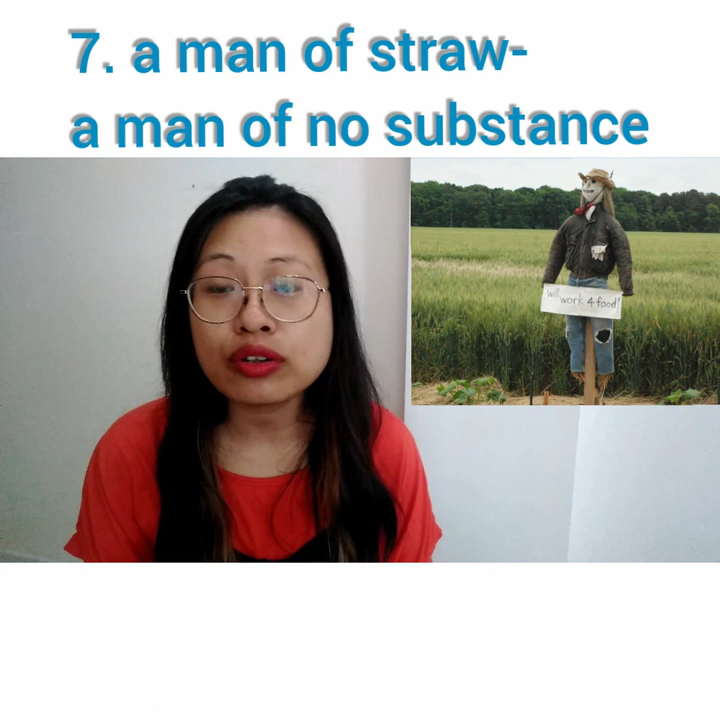 7. a man of straw-
a man of no substance
will work 4 food!